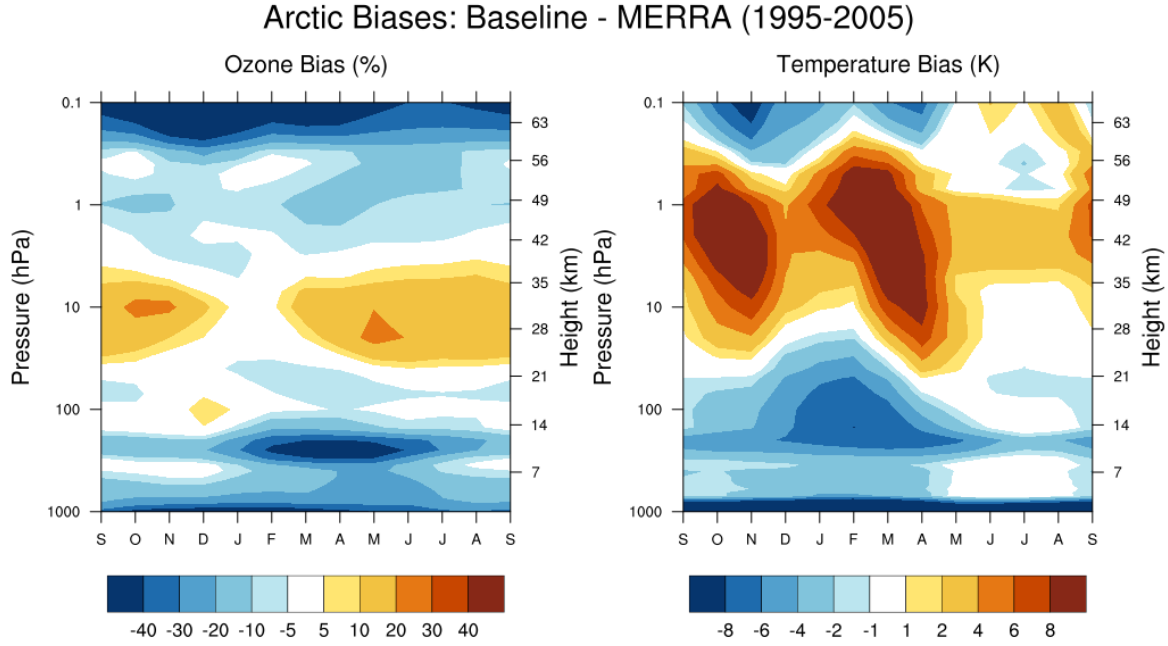 Arctic Biases: Baseline - MERRA (1995-2005)
Ozone Bias (%)
Temperature Bias (K)
Pressure (hPa)
0.1
1
10
100
1000
63
56
49
42
35
28
21
14
7
Height (km)
S O N D J F M A M J J A S
-40 -30 -20 -10 -5 5 10 20 30 40
Pressure (hPa)
0.1
1
10
100
1000
63
56
49
42
35
28
21
14
7
Height (km)
S O N D J F M A M J J A S
-8 -6 -4 -2 -1 1 2 4 6 8